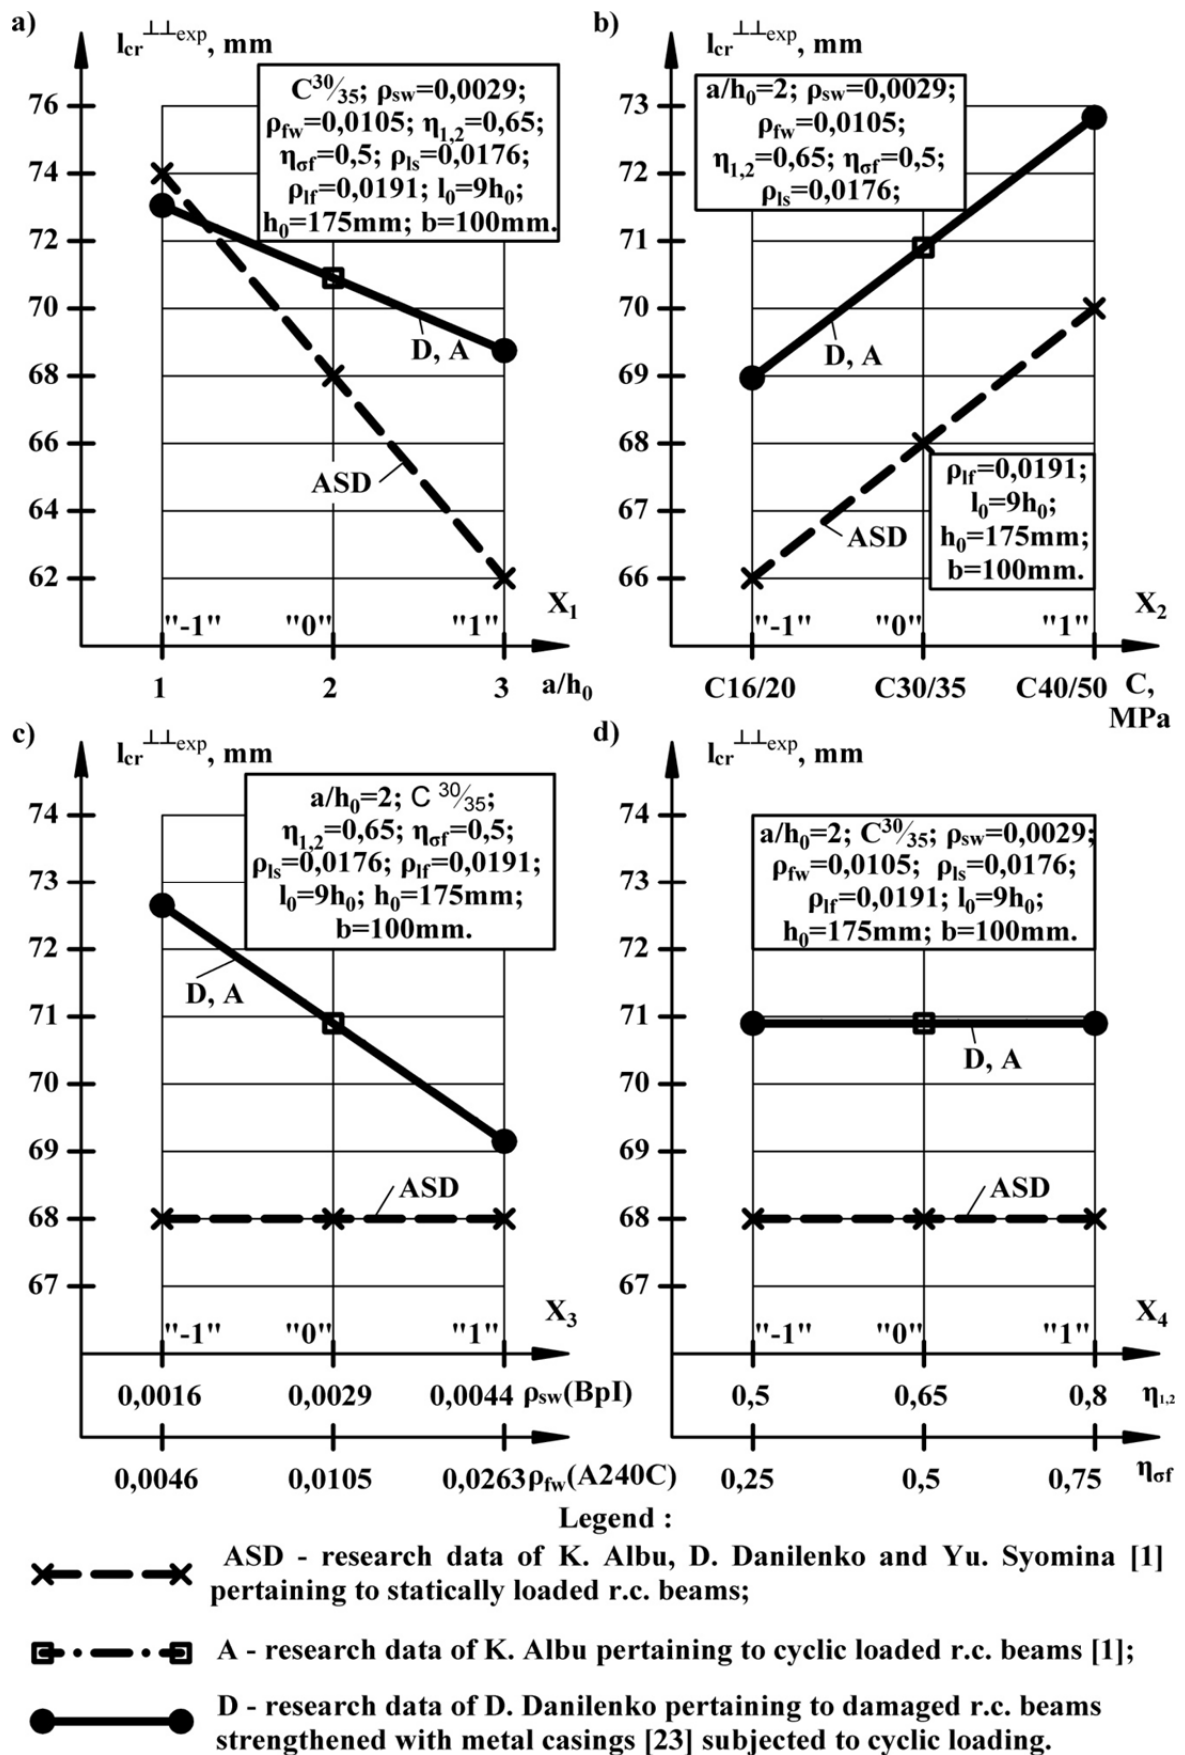 a)
l_cr^⊥⊥exp, mm
76
74
72
70
68
66
64
62
C30/35; ρsw=0,0029;
ρfw=0,0105; η1,2=0,65;
ησf=0,5; ρls=0,0176;
ρlf=0,0191; l0=9h0;
h0=175mm; b=100mm.
D, A
ASD
X1
"-1" "0" "1"
1 2 3 a/h0
b)
l_cr^⊥⊥exp, mm
73
72
71
70
69
68
67
66
a/h0=2; ρsw=0,0029;
ρfw=0,0105;
η1,2=0,65; ησf=0,5;
ρls=0,0176;
D, A
ASD
ρlf=0,0191;
l0=9h0;
h0=175mm;
b=100mm.
X2
"-1" "0" "1"
C16/20 C30/35 C40/50 C,
MPa
c)
l_cr^⊥⊥exp, mm
74
73
72
71
70
69
68
67
a/h0=2; C 30/35;
η1,2=0,65; ησf=0,5;
ρls=0,0176; ρlf=0,0191;
l0=9h0; h0=175mm;
b=100mm.
D, A
ASD
X3
"-1" "0" "1"
0,0016 0,0029 0,0044 ρsw(BpI)
0,0046 0,0105 0,0263 ρfw(A240C)
d)
l_cr^⊥⊥exp, mm
74
73
72
71
70
69
68
67
a/h0=2; C30/35; ρsw=0,0029;
ρfw=0,0105; ρls=0,0176;
ρlf=0,0191; l0=9h0;
h0=175mm; b=100mm.
D, A
ASD
X4
"-1" "0" "1"
0,5 0,65 0,8 η1,2
0,25 0,5 0,75 ησf
Legend :
ASD - research data of K. Albu, D. Danilenko and Yu. Syomina [1]
pertaining to statically loaded r.c. beams;
A - research data of K. Albu pertaining to cyclic loaded r.c. beams [1];
D - research data of D. Danilenko pertaining to damaged r.c. beams
strengthened with metal casings [23] subjected to cyclic loading.